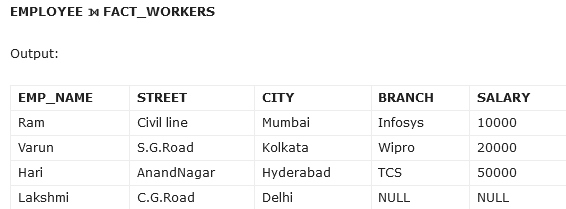 EMPLOYEE ⟕ FACT_WORKERS
Output:
EMP_NAME STREET CITY BRANCH SALARY
Ram Civil line Mumbai Infosys 10000
Varun S.G.Road Kolkata Wipro 20000
Hari AnandNagar Hyderabad TCS 50000
Lakshmi C.G.Road Delhi NULL NULL